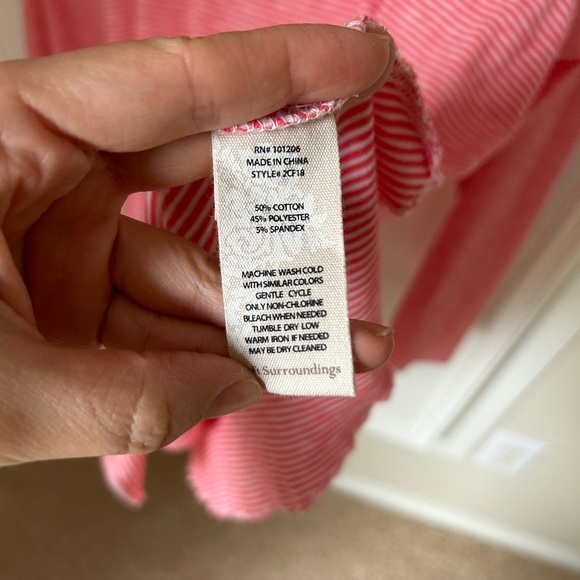 RN# 101206
MADE IN CHINA
STYLE# 2CF18
50% COTTON
45% POLYESTER
5% SPANDEX
MACHINE WASH COLD
WITH SIMILAR COLORS
GENTLE CYCLE
ONLY NON-CHLORINE
BLEACH WHEN NEEDED
TUMBLE DRY LOW
WARM IRON IF NEEDED
MAY BE DRY CLEANED
Surroundings